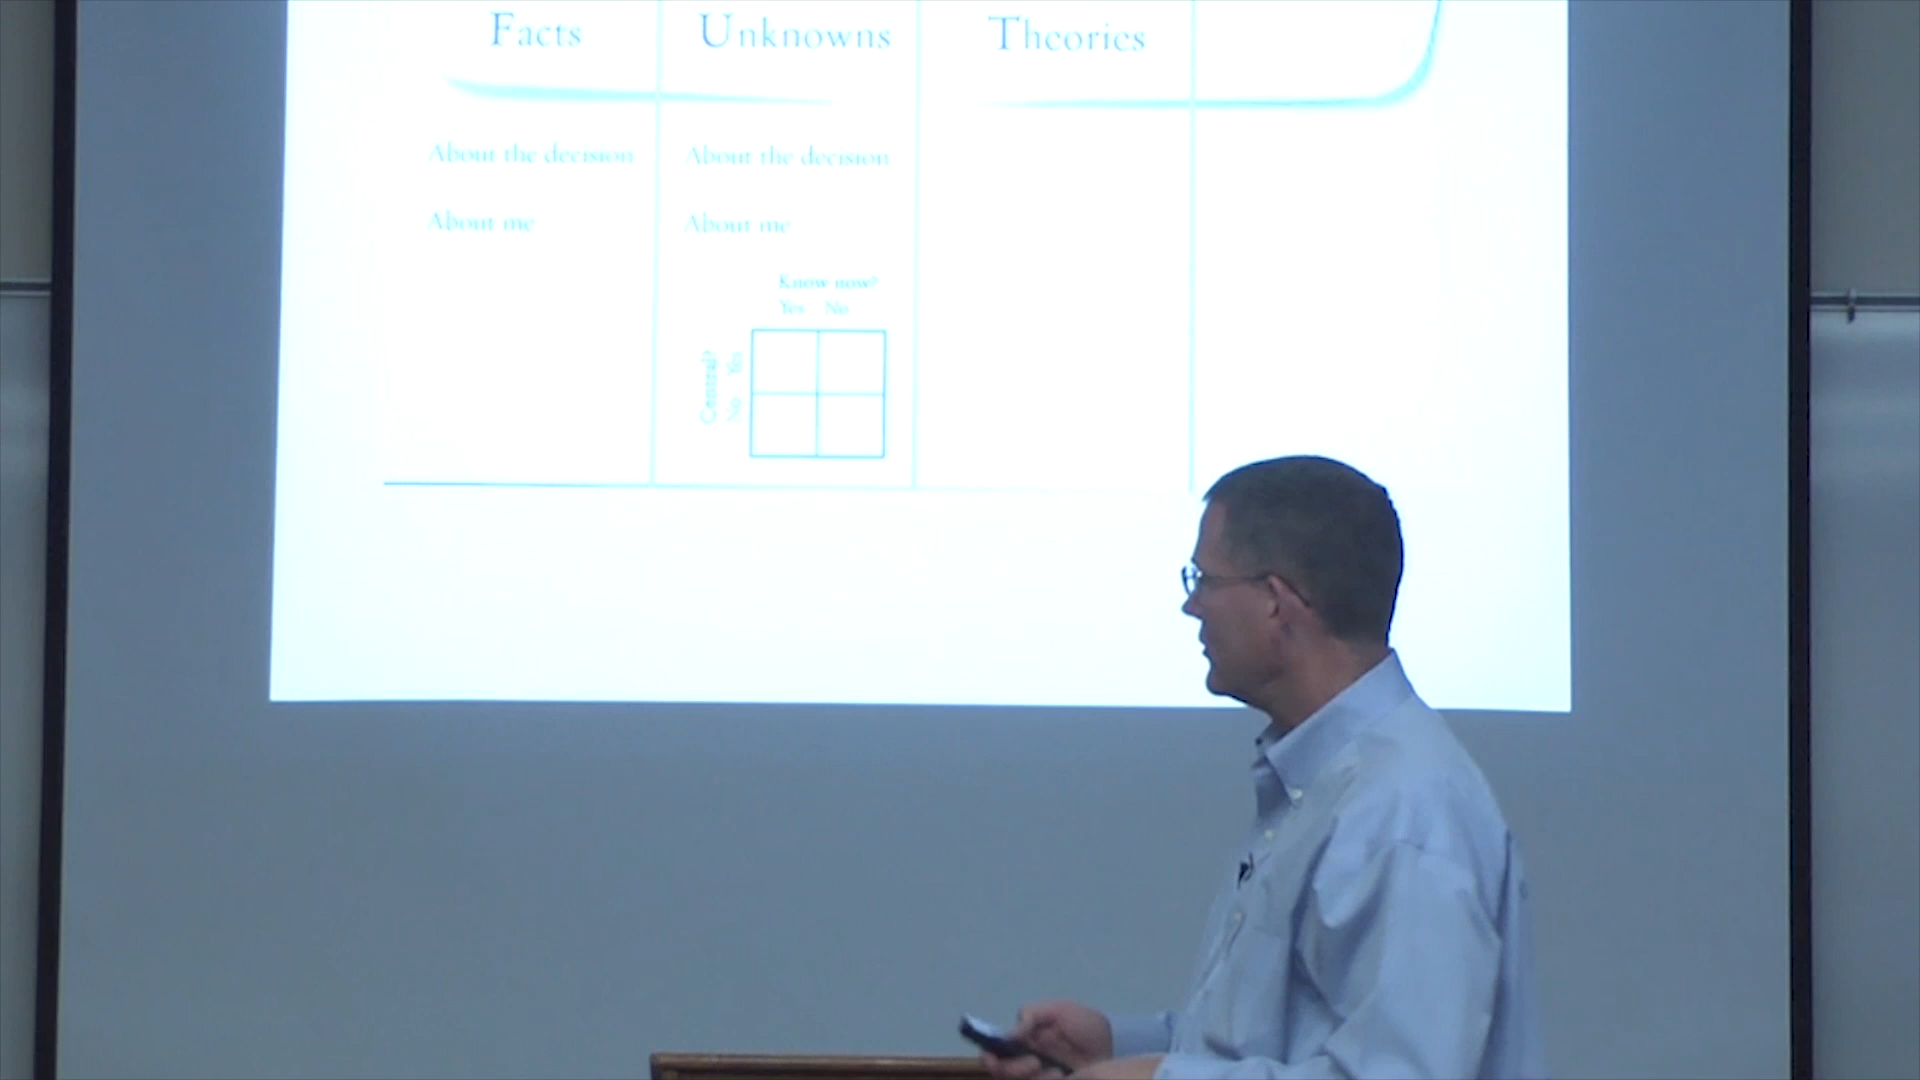 Facts
Unknowns
Theories
About the decision
About me
About the decision
About me
Know now?
Yes No
Central?
Yes
No